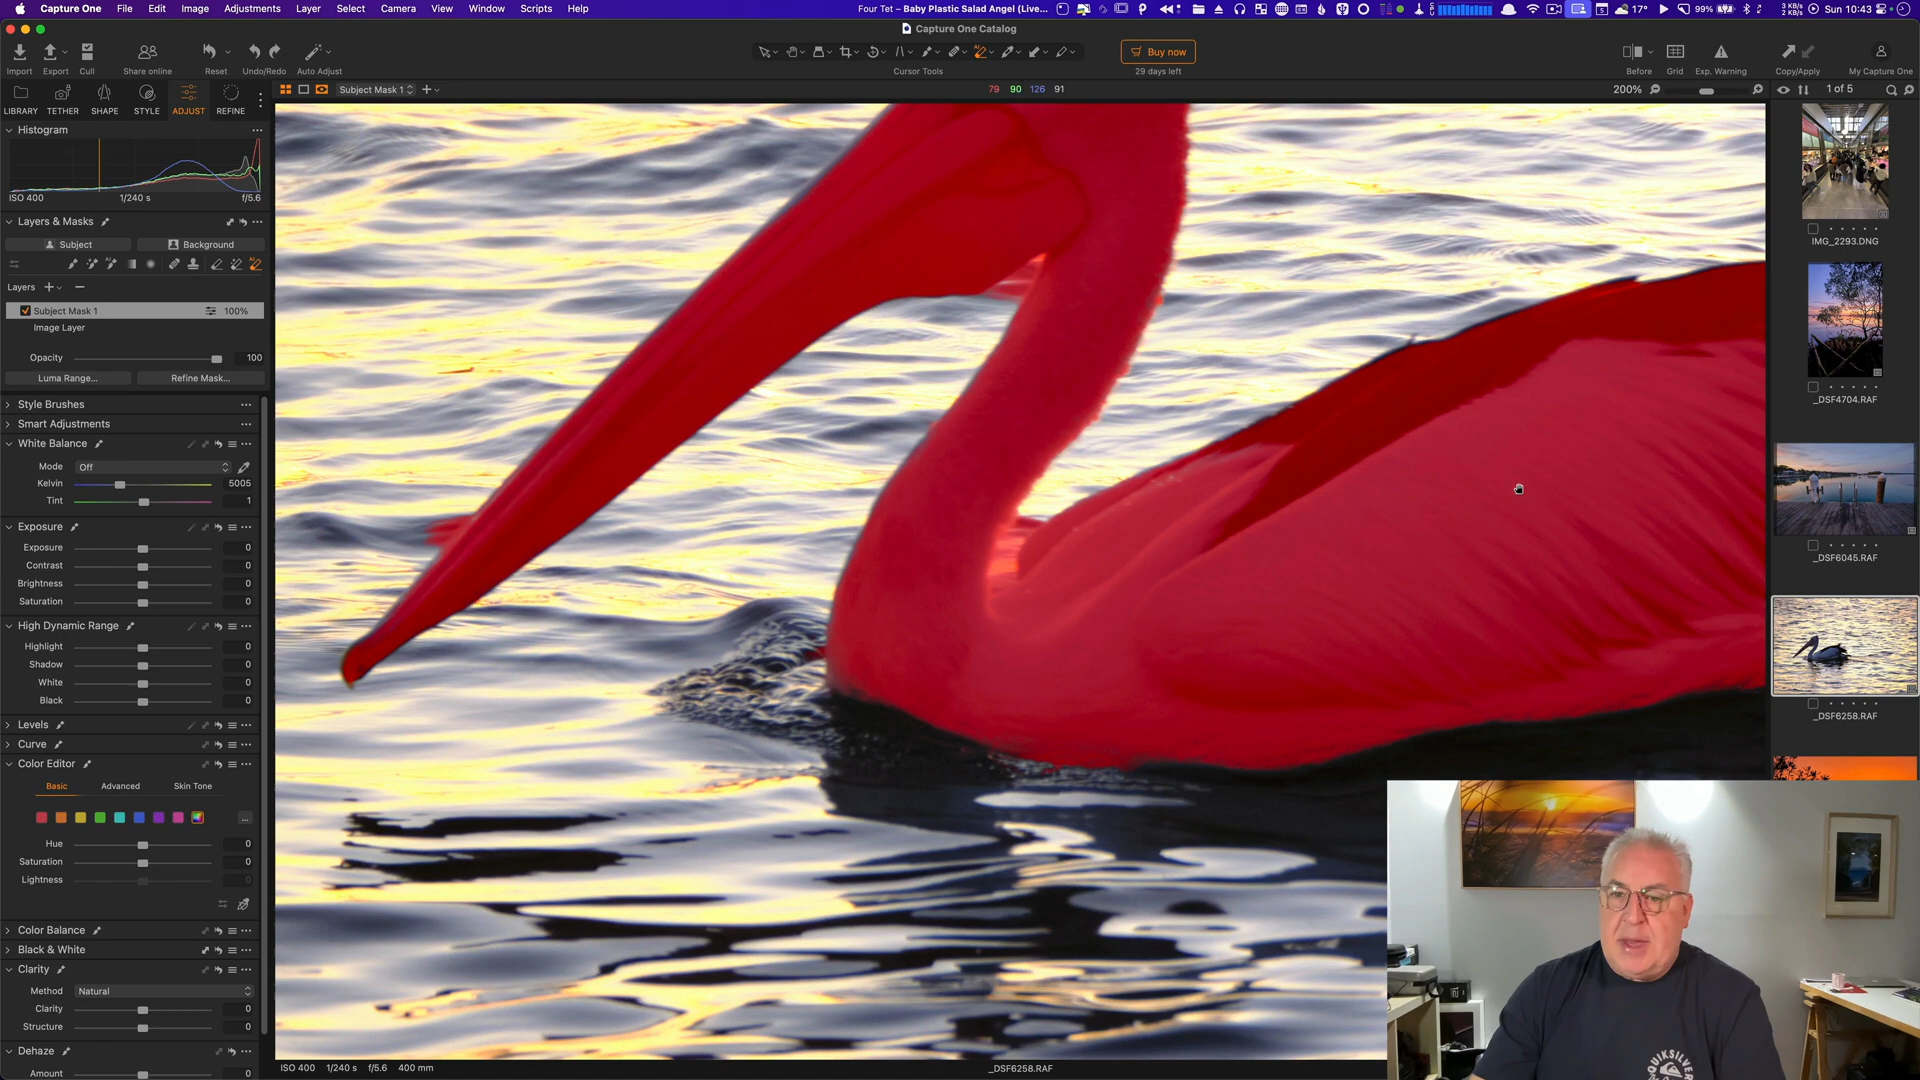 Capture One File Edit Image Adjustments Layer Select Camera View Window Scripts Help Four Tet – Baby Plastic Salad Angel (Live... 17° 99% 3 KB/s 2 KB/s Sun 10:43
Capture One Catalog
Import Export Cull Share online Reset Undo/Redo Auto Adjust Cursor Tools Buy now 29 days left Before Grid Exp. Warning Copy/Apply My Capture One
LIBRARY TETHER SHAPE STYLE ADJUST REFINE
Subject Mask 1
79 90 126 91
200%
1 of 5
Histogram
ISO 400 1/240 s f/5.6
Layers & Masks
Subject Background
Layers
Subject Mask 1 100%
Image Layer
Opacity 100
Luma Range... Refine Mask...
Style Brushes
Smart Adjustments
White Balance
Mode Off
Kelvin 5005
Tint 1
Exposure
Exposure 0
Contrast 0
Brightness 0
Saturation 0
High Dynamic Range
Highlight 0
Shadow 0
White 0
Black 0
Levels
Curve
Color Editor
Basic Advanced Skin Tone
Hue 0
Saturation 0
Lightness 0
Color Balance
Black & White
Clarity
Method Natural
Clarity 0
Structure 0
Dehaze
Amount 0
IMG_2293.DNG
_DSF4704.RAF
_DSF6045.RAF
_DSF6258.RAF
ISO 400 1/240 s f/5.6 400 mm
_DSF6258.RAF
QUIKSILVER